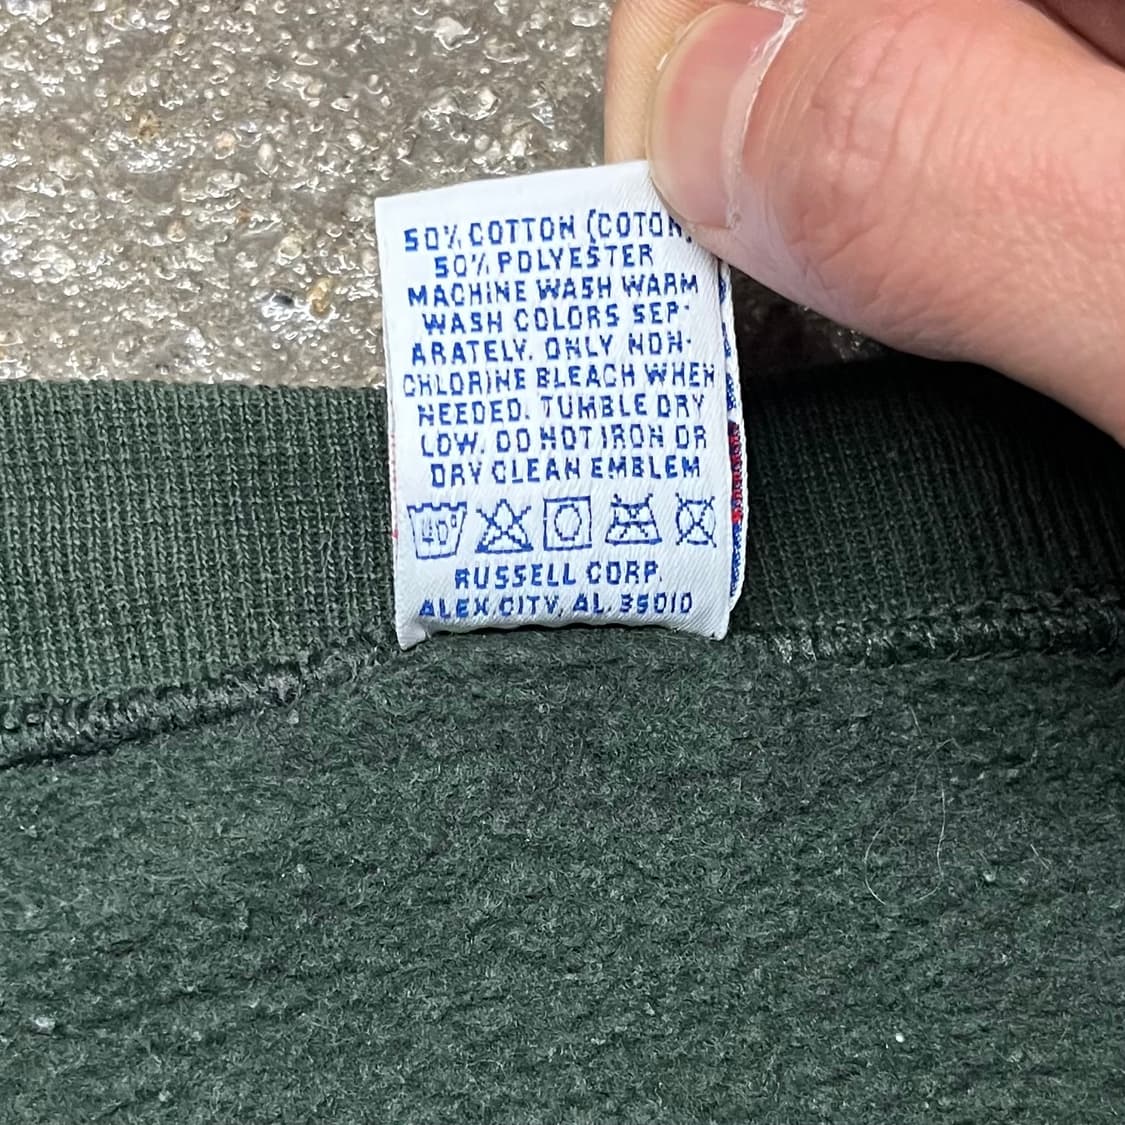 50% COTTON (COTON)
50% POLYESTER
MACHINE WASH WARM
WASH COLORS SEP-
ARATELY. ONLY NON-
CHLORINE BLEACH WHEN
NEEDED. TUMBLE DRY
LOW. DO NOT IRON OR
DRY CLEAN EMBLEM
40°
RUSSELL CORP.
ALEX.CITY, AL. 35010